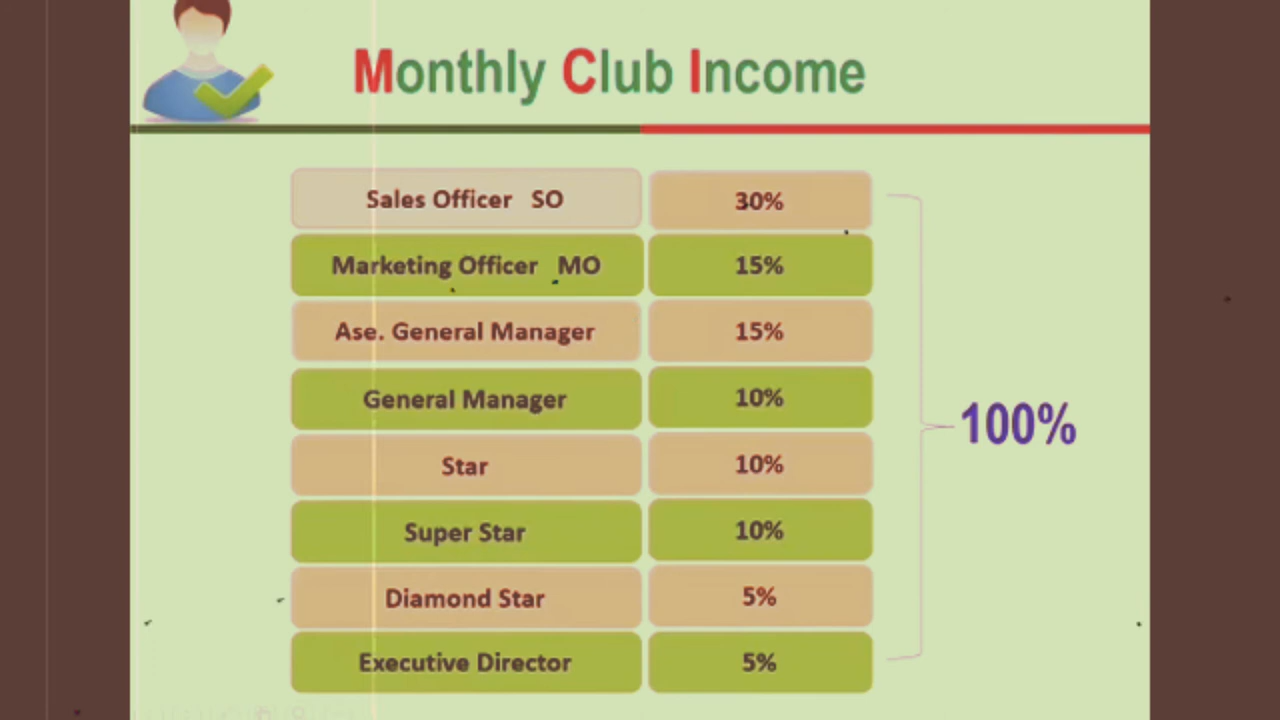 Monthly Club Income
Sales Officer SO 30%
Marketing Officer MO 15%
Ase. General Manager 15%
General Manager 10%
Star 10%
Super Star 10%
Diamond Star 5%
Executive Director 5%
100%